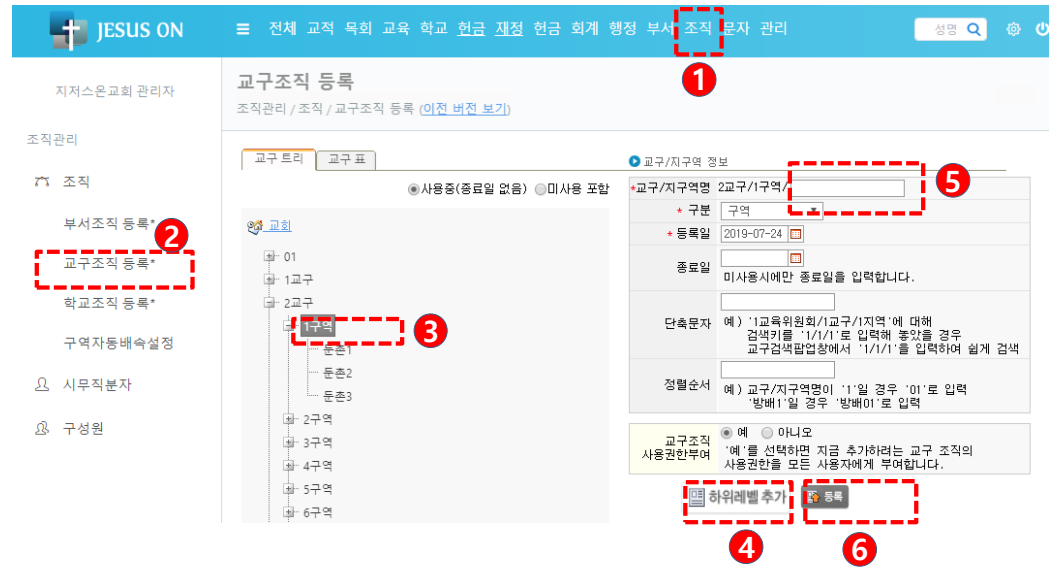 JESUS ON
전체 교적 목회 교육 학교 헌금 재정 헌금 회계 행정 부서 조직 문자 관리
성명
1
지저스온교회 관리자
교구조직 등록
조직관리 / 조직 / 교구조직 등록 (이전 버전 보기)
조직관리
조직
부서조직 등록*
2
교구조직 등록*
학교조직 등록*
구역자동배속설정
시무직분자
구성원
교구 트리
교구 표
사용중(종료일 없음) 미사용 포함
교회
01
1교구
2교구
1구역
3
둔촌1
둔촌2
둔촌3
2구역
3구역
4구역
5구역
6구역
교구/지구역 정보
*교구/지구역명 2교구/1구역/
5
* 구분 구역
* 등록일 2019-07-24
종료일
미사용시에만 종료일을 입력합니다.
단축문자
예) '1교육위원회/1교구/1지역'에 대해
검색키를 '1/1/1'로 입력해 놓았을 경우
교구검색팝업창에서 '1/1/1'을 입력하여 쉽게 검색
정렬순서
예) 교구/지구역명이 '1'일 경우 '01'로 입력
'방배1'일 경우 '방배01'로 입력
교구조직
사용권한부여
예 아니오
'예'를 선택하면 지금 추가하려는 교구 조직의
사용권한을 모든 사용자에게 부여합니다.
하위레벨 추가
등록
4
6